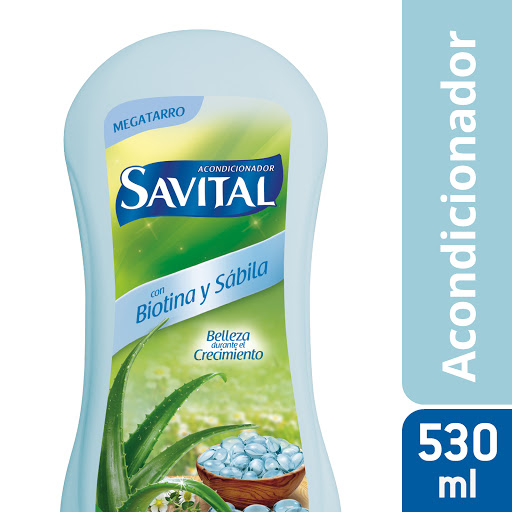 MEGATARRO
ACONDICIONADOR
SAVITAL
con
Biotina y Sábila
Belleza
durante el
Crecimiento
Acondicionador
530
ml